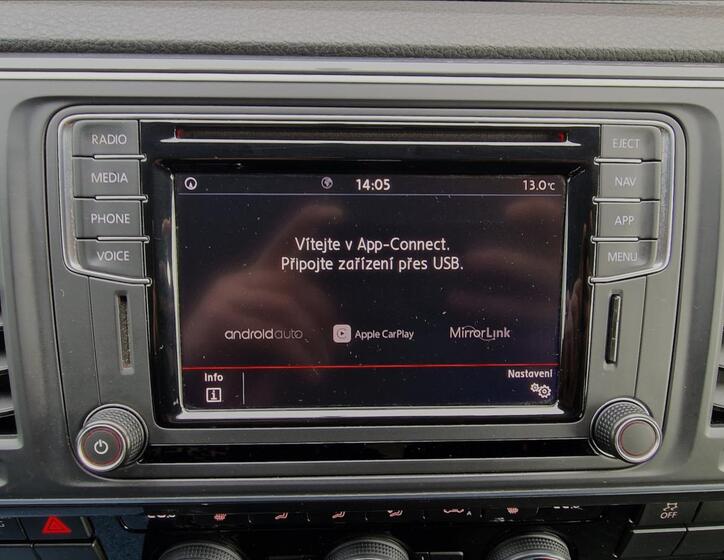 RADIO
MEDIA
PHONE
VOICE
EJECT
NAV
APP
MENU
14:05
13.0°C
Vítejte v App-Connect.
Připojte zařízení přes USB.
androidauto
Apple CarPlay
MirrorLink
Info
i
Nastavení
OFF